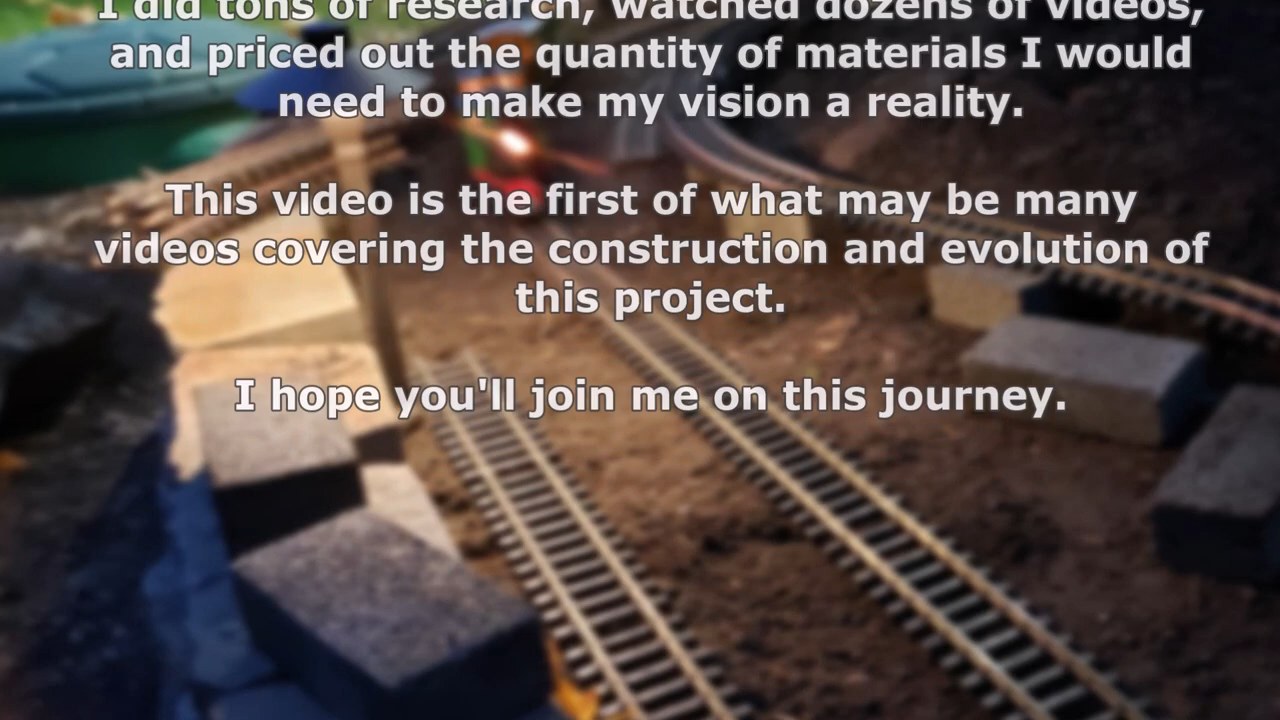 I did tons of research, watched dozens of videos,
and priced out the quantity of materials I would
need to make my vision a reality.
This video is the first of what may be many
videos covering the construction and evolution of
this project.
I hope you'll join me on this journey.